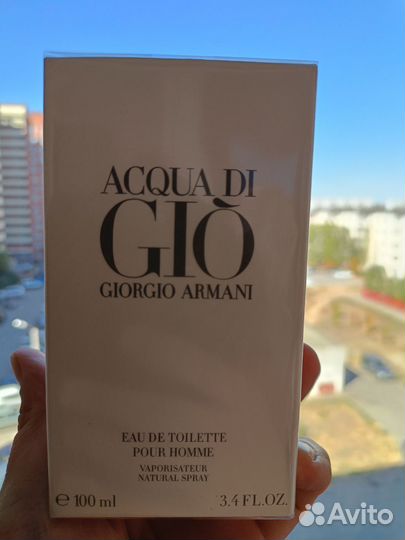 ACQUA DI
GIÒ
GIORGIO ARMANI
EAU DE TOILETTE
POUR HOMME
VAPORISATEUR
NATURAL SPRAY
e 100 ml 3.4 FL.OZ.
Avito